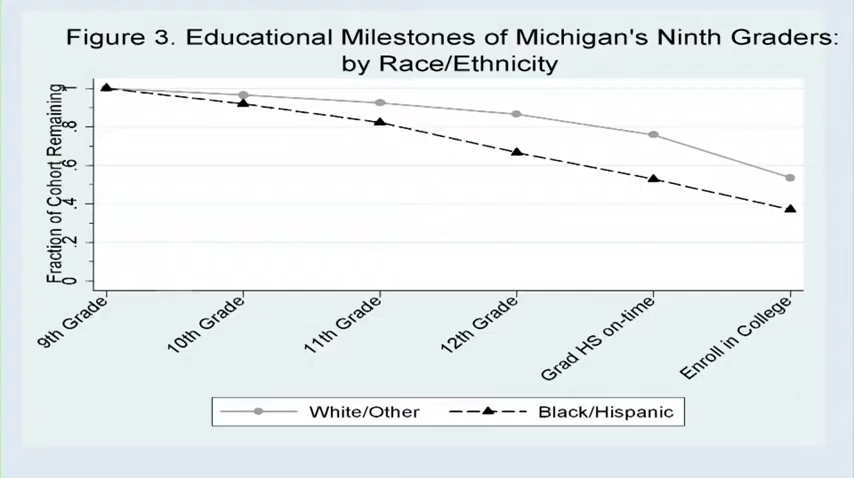 Figure 3. Educational Milestones of Michigan's Ninth Graders:
by Race/Ethnicity
Fraction of Cohort Remaining
1
.8
.6
.4
.2
0
9th Grade
10th Grade
11th Grade
12th Grade
Grad HS on-time
Enroll in College
White/Other
Black/Hispanic